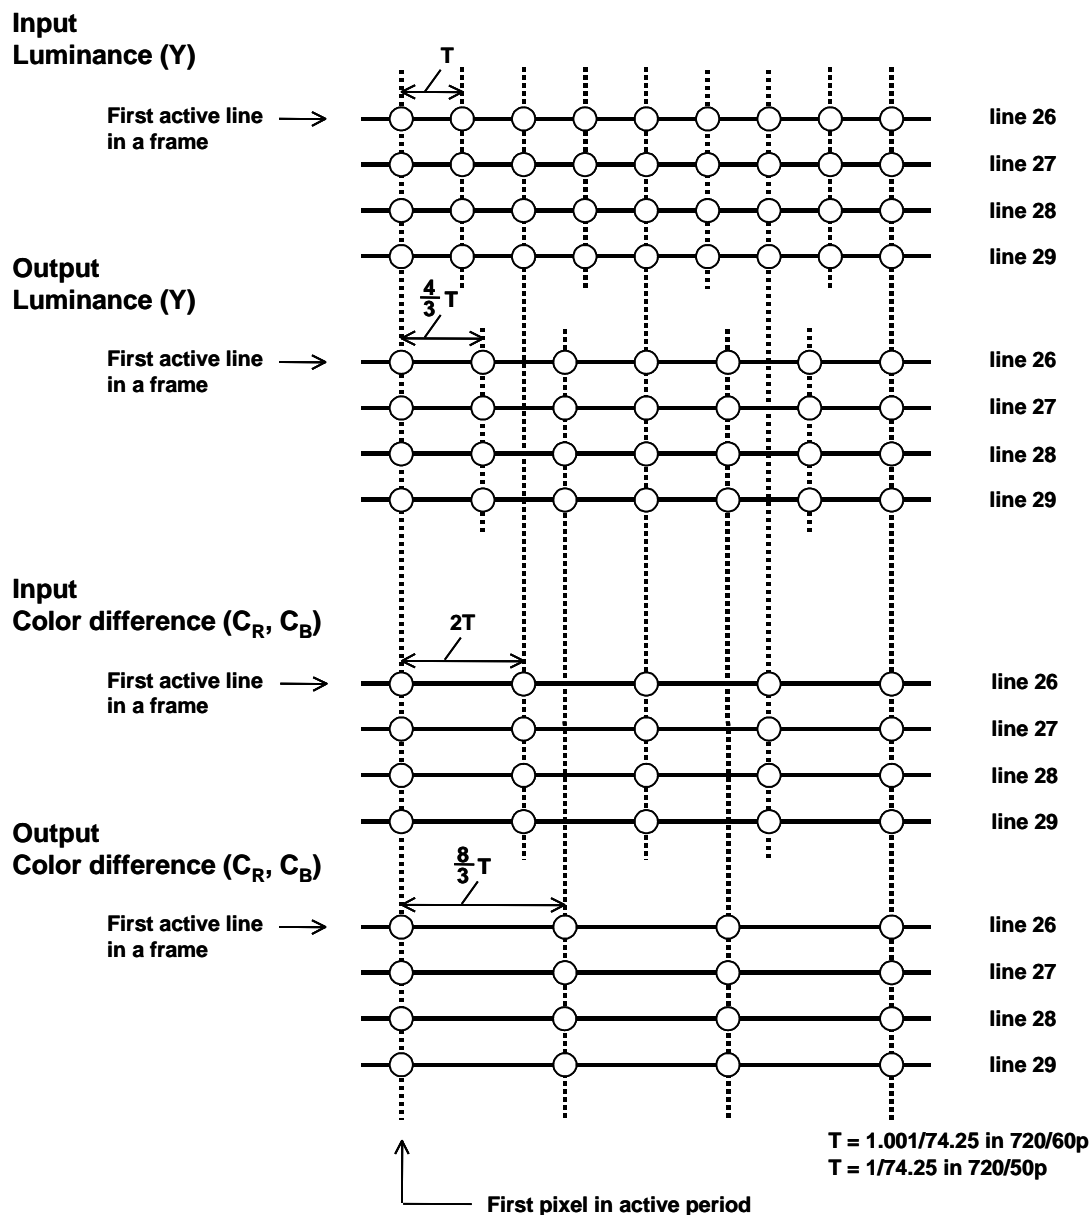 Input
Luminance (Y)
T
First active line
in a frame
line 26
line 27
line 28
line 29
Output
Luminance (Y)
4/3 T
First active line
in a frame
line 26
line 27
line 28
line 29
Input
Color difference (CR, CB)
2T
First active line
in a frame
line 26
line 27
line 28
line 29
Output
Color difference (CR, CB)
8/3 T
First active line
in a frame
line 26
line 27
line 28
line 29
T = 1.001/74.25 in 720/60p
T = 1/74.25 in 720/50p
First pixel in active period